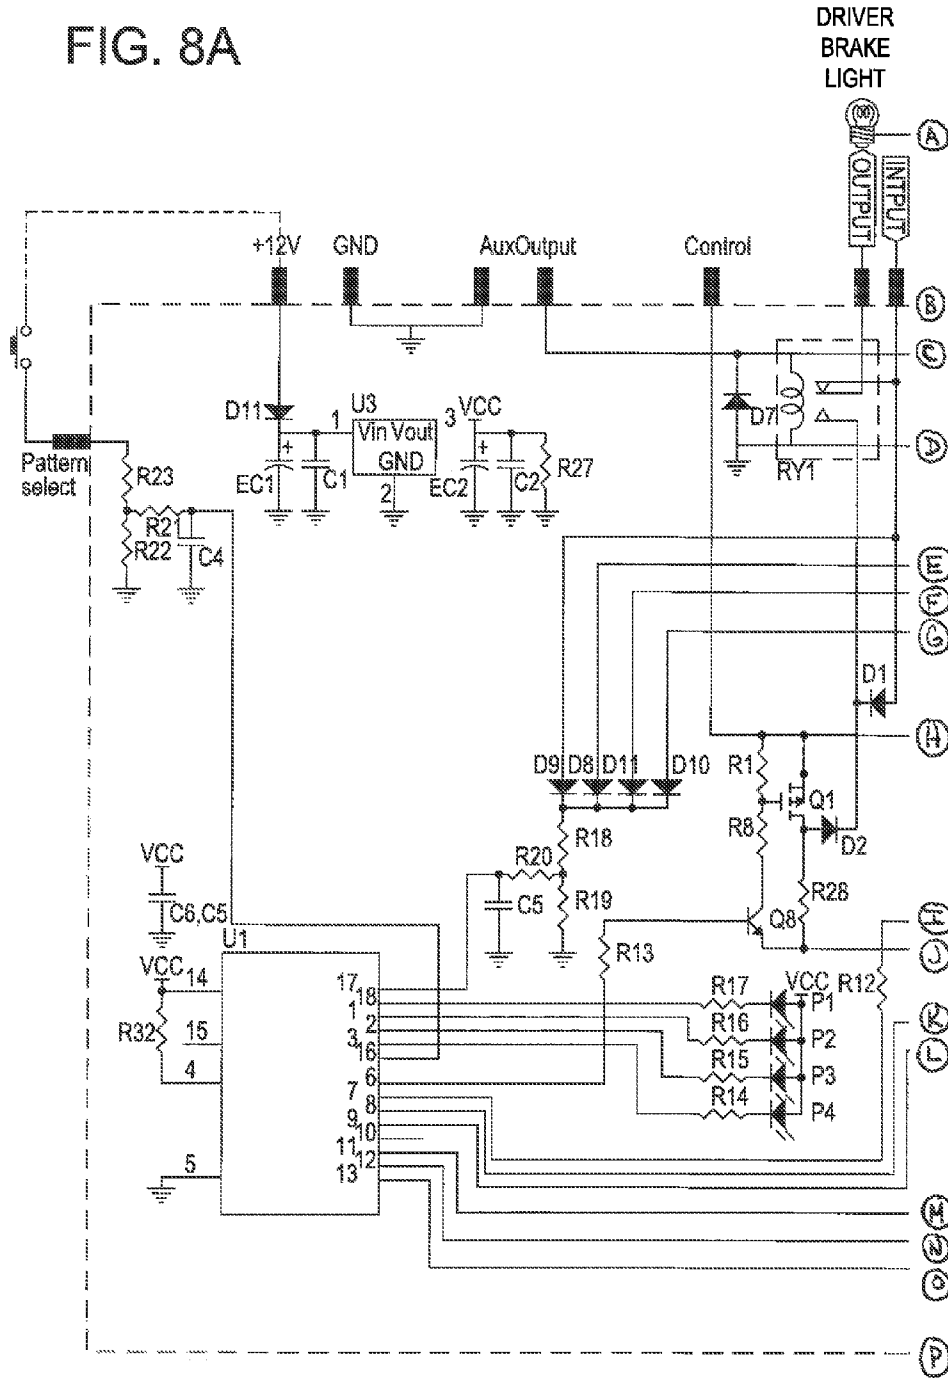 FIG. 8A
DRIVER
BRAKE
LIGHT
A
OUTPUT
INTPUT
+12V
GND
AuxOutput
Control
B
C
D11
1
U3
Vin Vout
GND
2
3
VCC
D7
RY1
D
Pattern
select
R23
EC1
C1
EC2
C2
R27
R21
R22
C4
E
F
G
D1
H
D9
D8
D11
D10
R1
Q1
R8
D2
R18
VCC
R20
C6,C5
C5
R19
R28
U1
Q8
I
VCC
14
R13
J
17
18
R17
VCC
P1
R12
1
R16
P2
K
R32
15
2
3
R15
P3
L
16
4
6
R14
P4
7
8
9
10
11
12
5
13
M
N
O
P